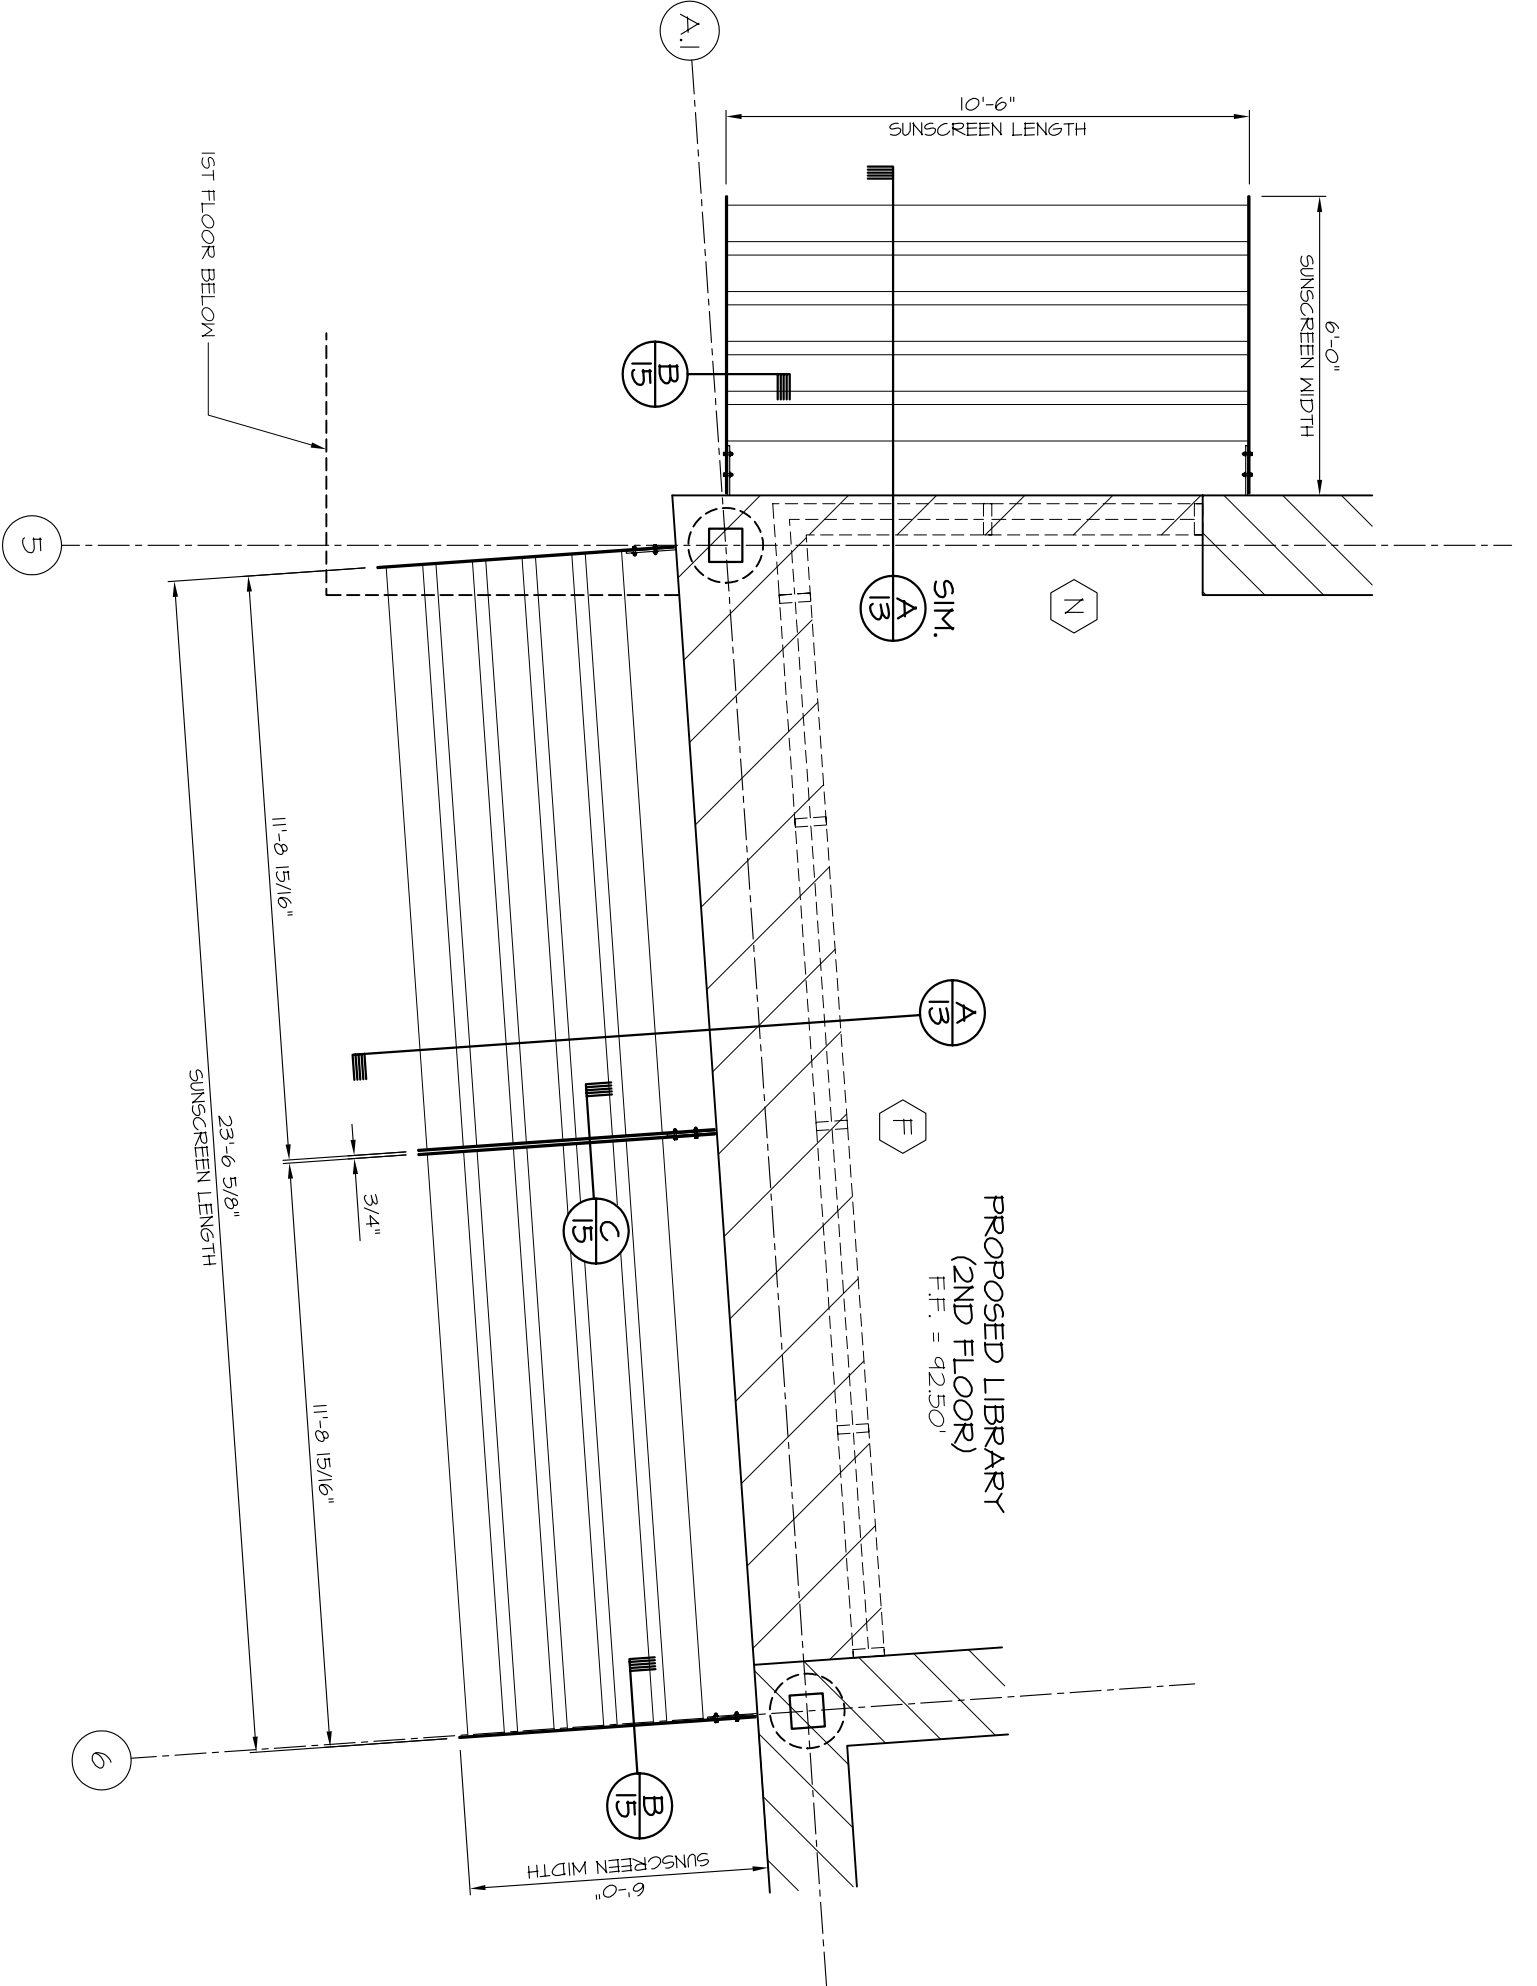 A.1
10'-6"
SUNSCREEN LENGTH
6'-0"
SUNSCREEN WIDTH
1ST FLOOR BELOW
B
15
5
A
13
SIM.
N
11'-8 15/16"
23'-6 5/8"
SUNSCREEN LENGTH
A
13
F
3/4"
C
15
PROPOSED LIBRARY
(2ND FLOOR)
F.F. = 92.50'
11'-8 15/16"
6
B
15
SUNSCREEN WIDTH
6'-0"